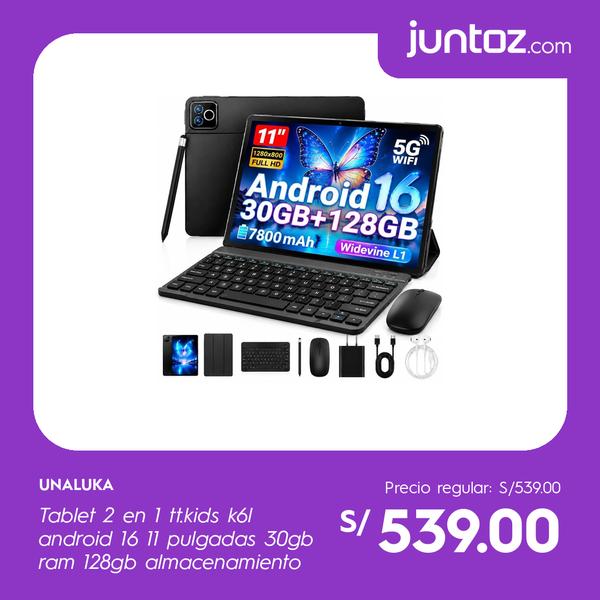 juntoz.com
11"
1280x800
FULL HD
5G
WIFI
Android 16
30GB+128GB
7800mAh
Widevine L1
UNALUKA
Tablet 2 en 1 tt.kids k6l
android 16 11 pulgadas 30gb
ram 128gb almacenamiento
Precio regular: S/539.00
S/ 539.00